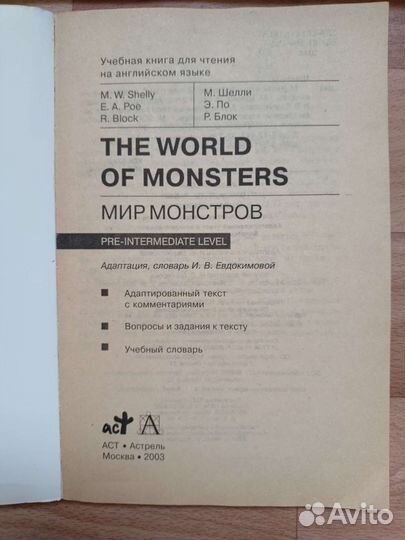 Учебная книга для чтения
на английском языке
M. W. Shelly
E. A. Poe
R. Block
М. Шелли
Э. По
Р. Блок
THE WORLD
OF MONSTERS
МИР МОНСТРОВ
PRE-INTERMEDIATE LEVEL
Адаптация, словарь И. В. Евдокимовой
Адаптированный текст
с комментариями
Вопросы и задания к тексту
Учебный словарь
аст А
АСТ • Астрель
Москва • 2003
Avito